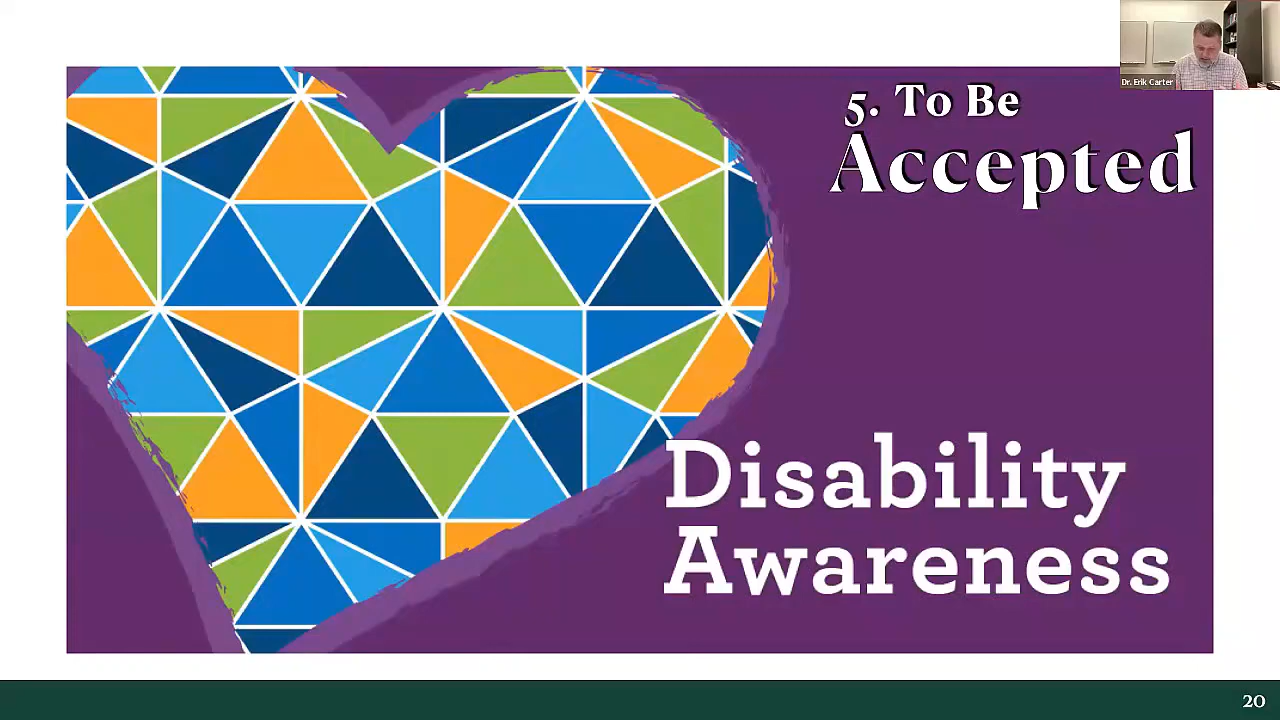 Dr. Erik Carter
5. To Be
Accepted
Disability
Awareness
20